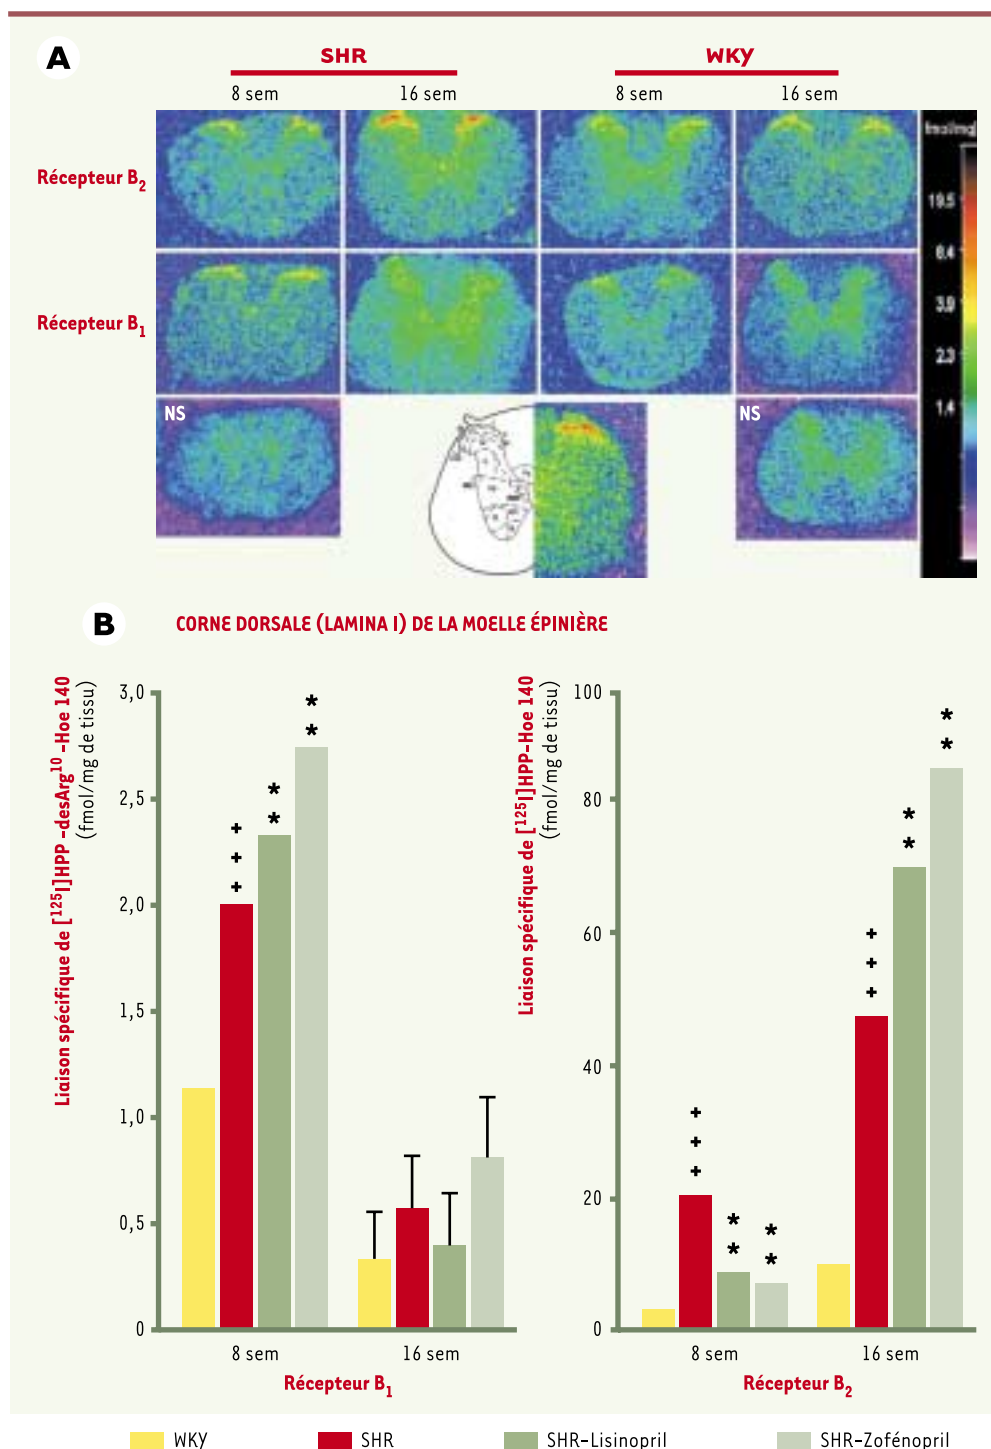 A
SHR
WKY
8 sem
16 sem
8 sem
16 sem
Récepteur B2
Récepteur B1
fmol/mg
19.5
8.4
3.9
2.3
1.4
NS
NS
B
CORNE DORSALE (LAMINA I) DE LA MOELLE ÉPINIÈRE
Liaison spécifique de [125I]HPP-desArg10-Hoe 140
(fmol/mg de tissu)
3,0
2,5
2,0
1,5
1,0
0,5
0
8 sem
16 sem
Récepteur B1
Liaison spécifique de [125I]HPP-Hoe 140
(fmol/mg de tissu)
100
80
60
40
20
0
8 sem
16 sem
Récepteur B2
WKY
SHR
SHR-Lisinopril
SHR-Zofénopril